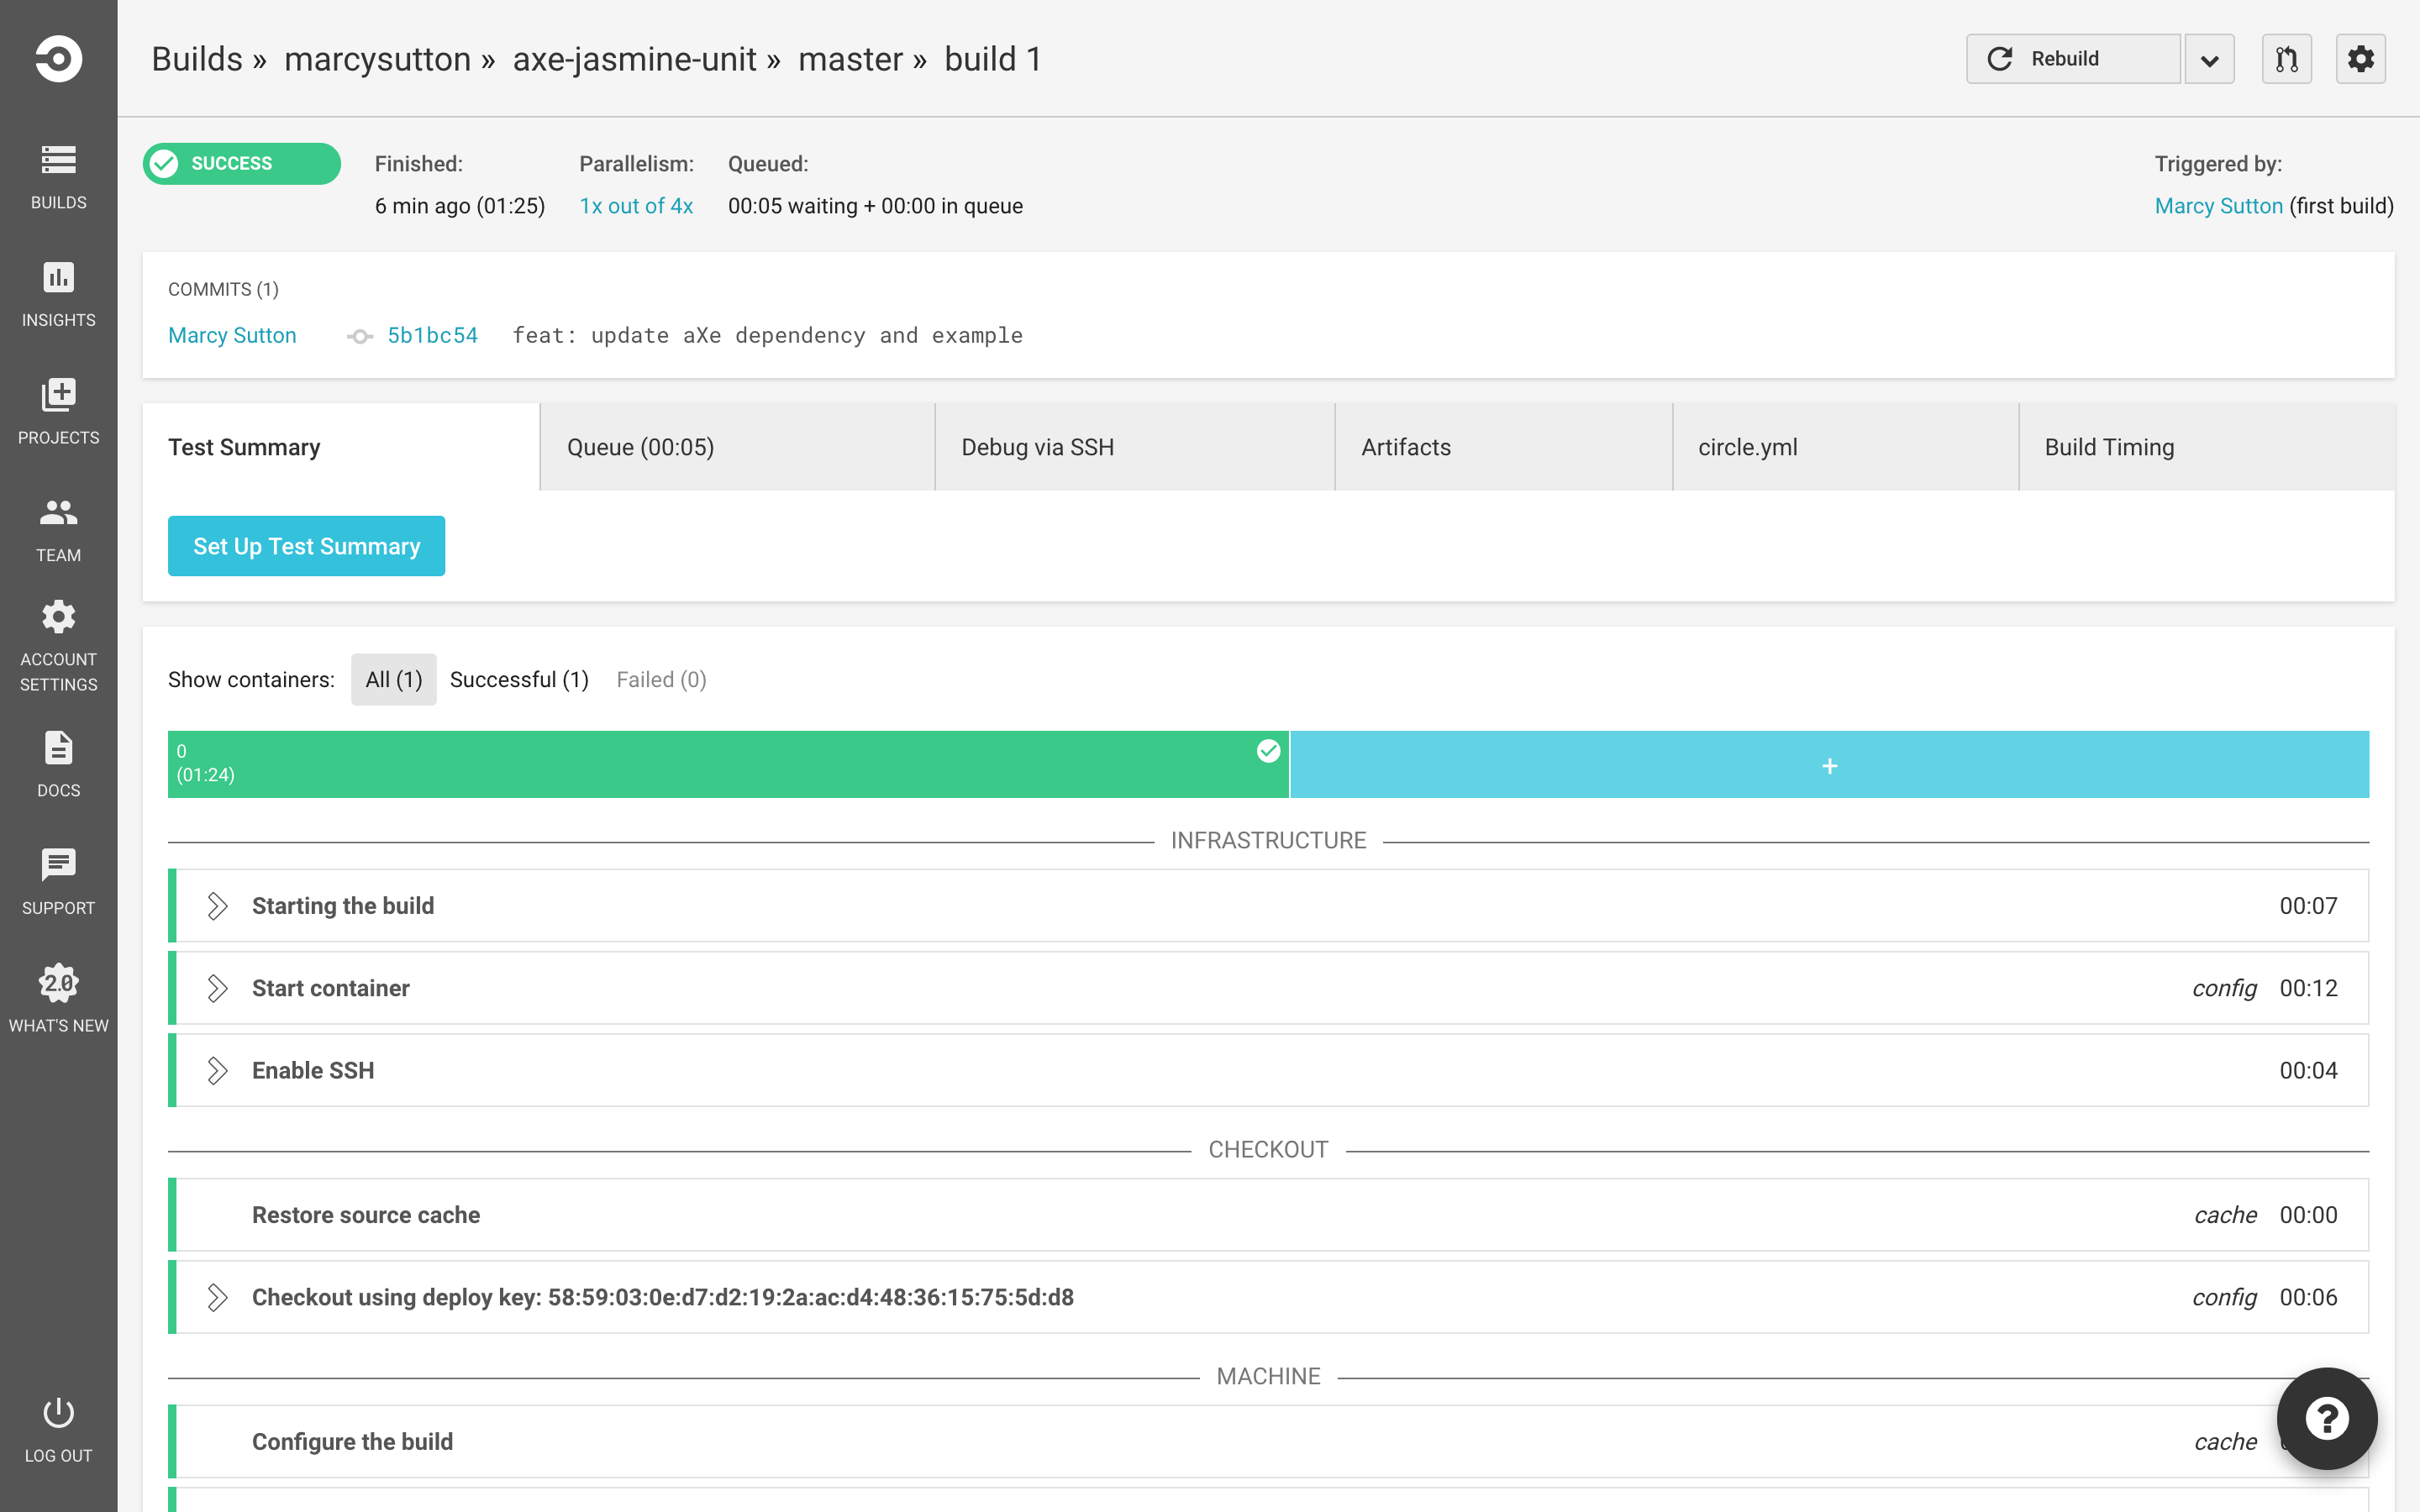 Builds » marcysutton » axe-jasmine-unit » master » build 1
Rebuild
BUILDS
INSIGHTS
PROJECTS
TEAM
ACCOUNT
SETTINGS
DOCS
SUPPORT
2.0
WHAT'S NEW
LOG OUT
SUCCESS
Finished:
6 min ago (01:25)
Parallelism:
1x out of 4x
Queued:
00:05 waiting + 00:00 in queue
Triggered by:
Marcy Sutton (first build)
COMMITS (1)
Marcy Sutton 5b1bc54 feat: update aXe dependency and example
Test Summary
Queue (00:05)
Debug via SSH
Artifacts
circle.yml
Build Timing
Set Up Test Summary
Show containers: All (1) Successful (1) Failed (0)
0
(01:24)
+
INFRASTRUCTURE
Starting the build 00:07
Start container config 00:12
Enable SSH 00:04
CHECKOUT
Restore source cache cache 00:00
Checkout using deploy key: 58:59:03:0e:d7:d2:19:2a:ac:d4:48:36:15:75:5d:d8 config 00:06
MACHINE
Configure the build cache
?